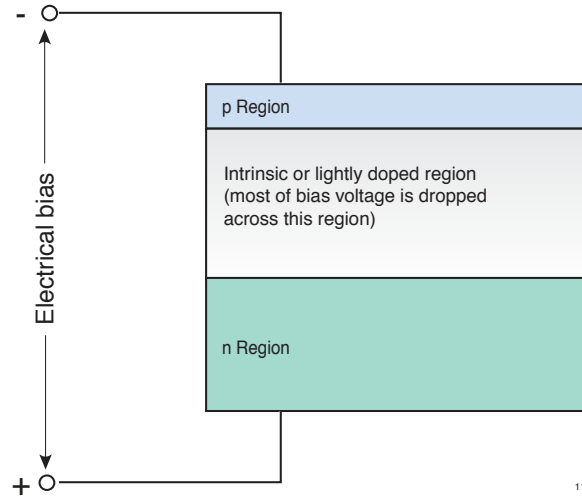 -
p Region
Intrinsic or lightly doped region
(most of bias voltage is dropped
across this region)
Electrical bias
n Region
+